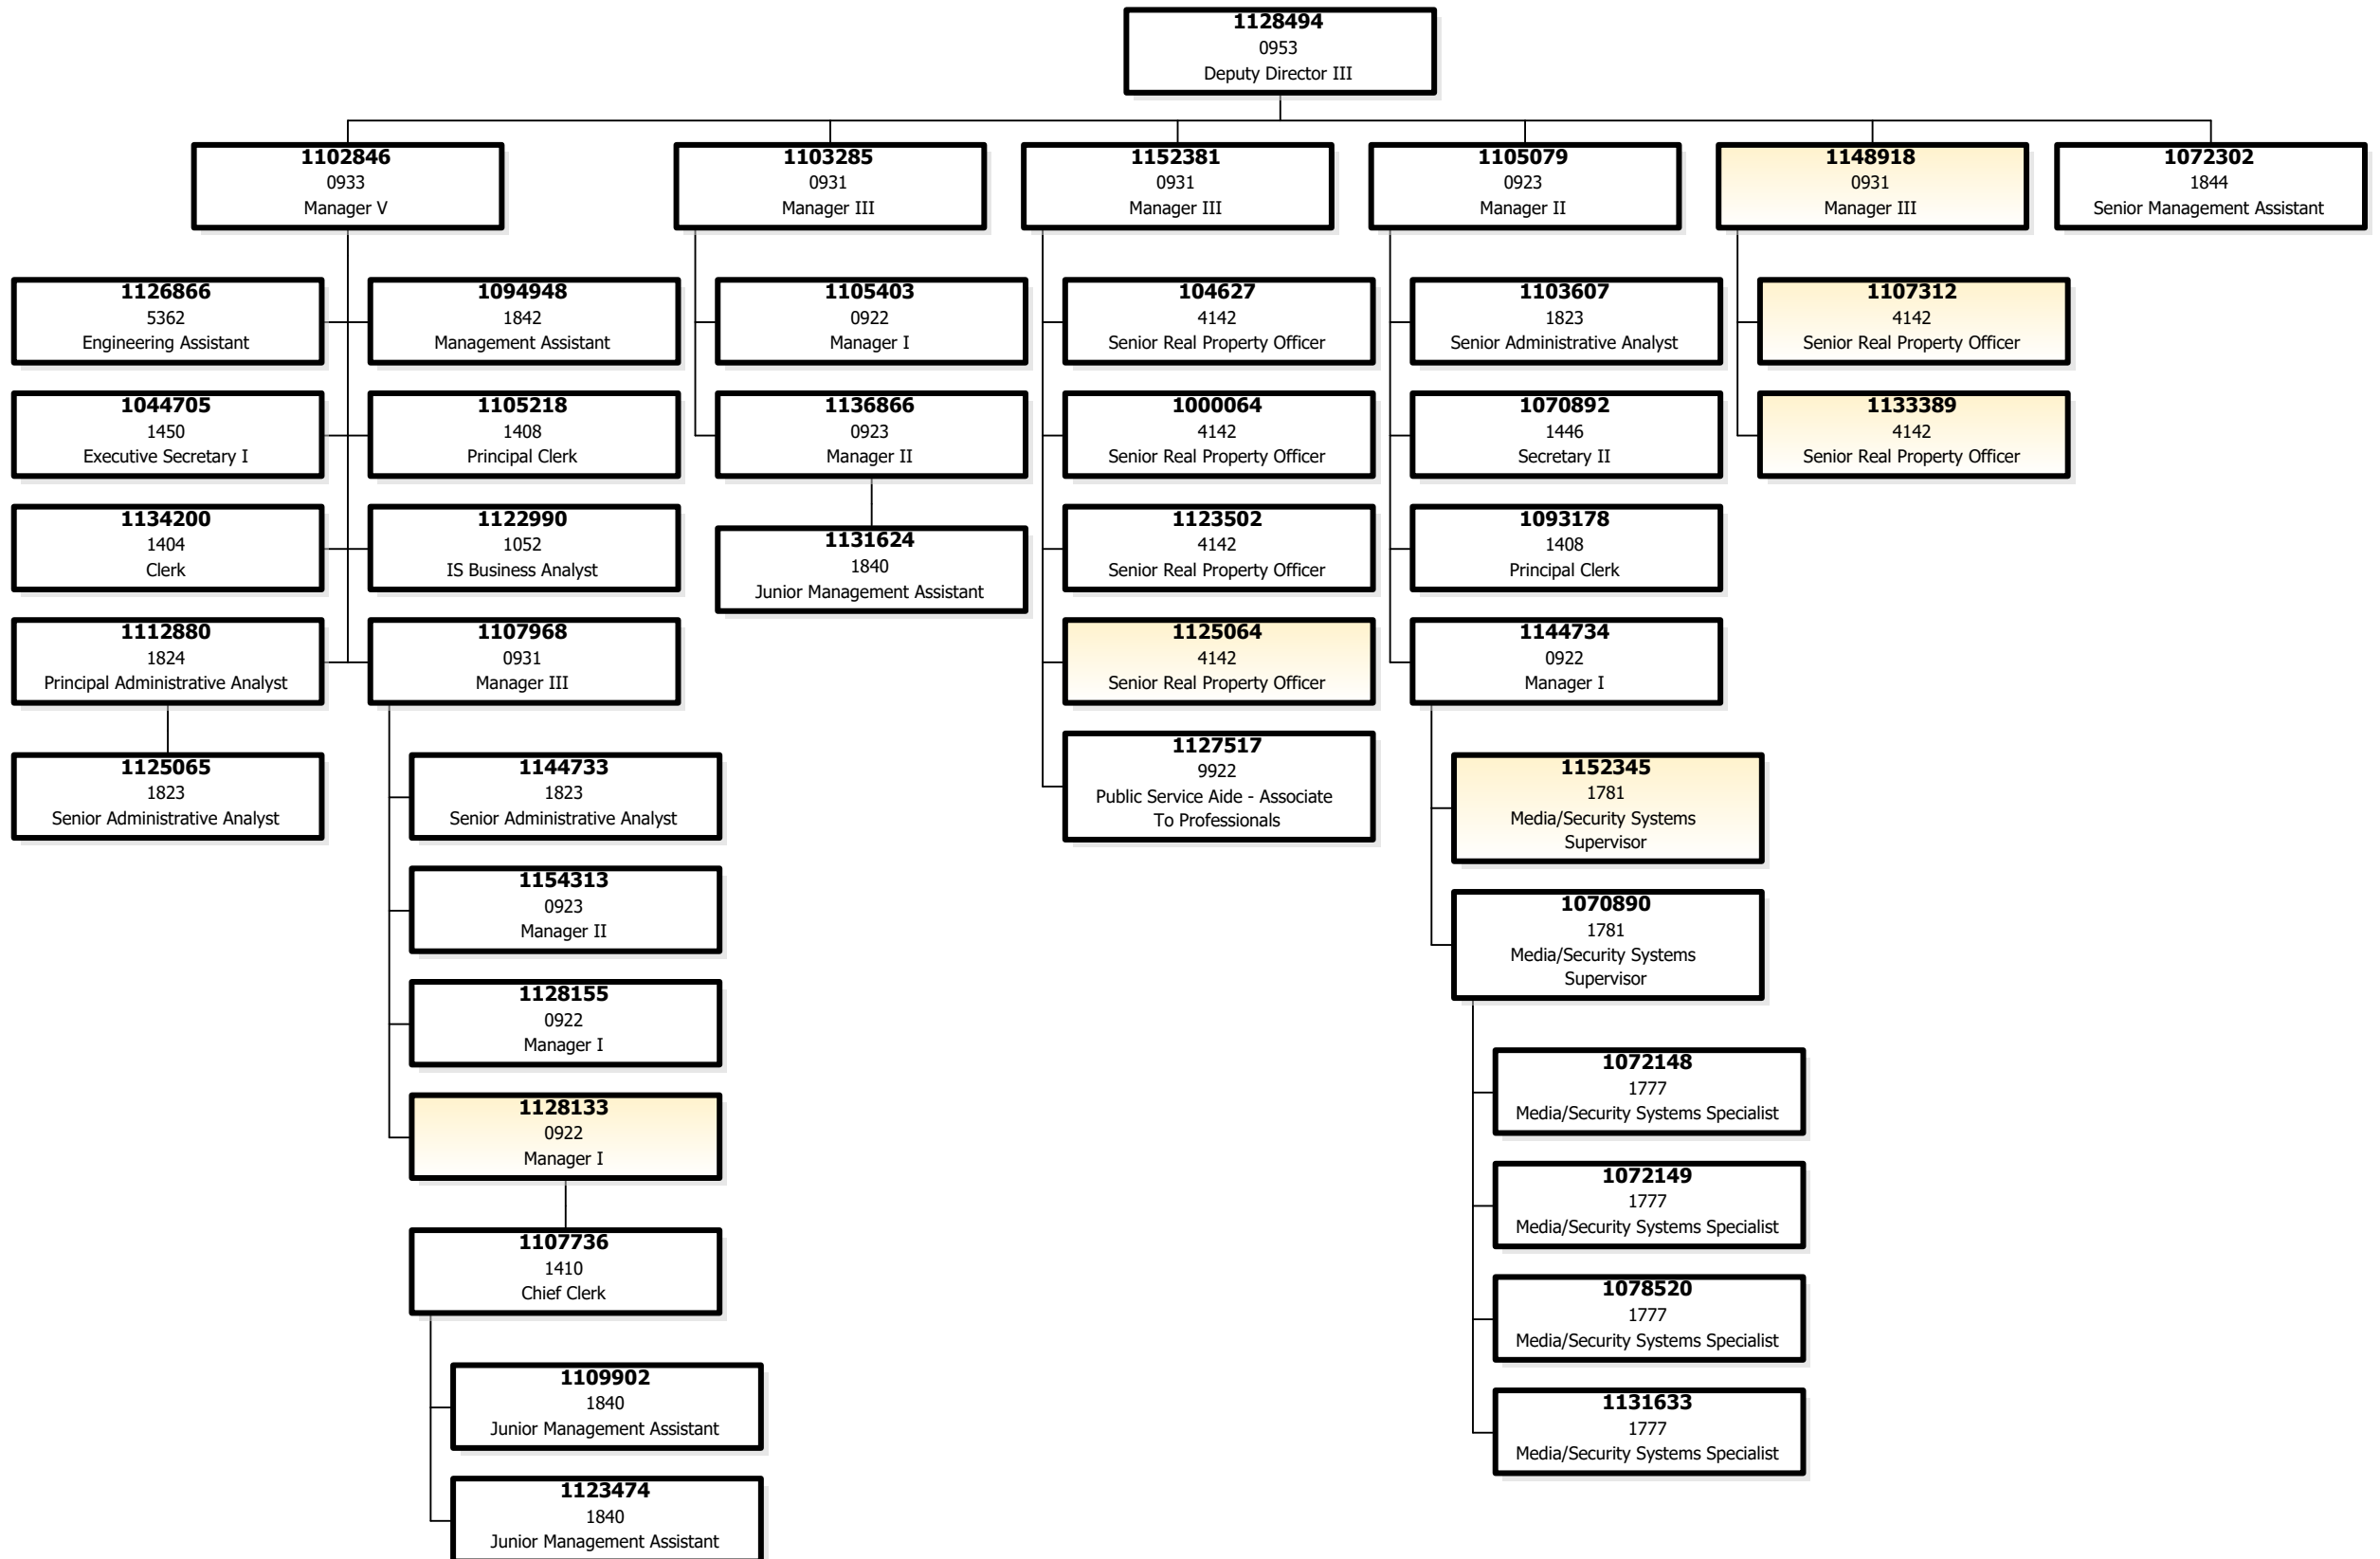 1128494
0953
Deputy Director III
1102846
0933
Manager V
1103285
0931
Manager III
1152381
0931
Manager III
1105079
0923
Manager II
1148918
0931
Manager III
1072302
1844
Senior Management Assistant
1126866
5362
Engineering Assistant
1094948
1842
Management Assistant
1044705
1450
Executive Secretary I
1105218
1408
Principal Clerk
1134200
1404
Clerk
1122990
1052
IS Business Analyst
1112880
1824
Principal Administrative Analyst
1107968
0931
Manager III
1125065
1823
Senior Administrative Analyst
1144733
1823
Senior Administrative Analyst
1154313
0923
Manager II
1128155
0922
Manager I
1128133
0922
Manager I
1107736
1410
Chief Clerk
1109902
1840
Junior Management Assistant
1123474
1840
Junior Management Assistant
1105403
0922
Manager I
1136866
0923
Manager II
1131624
1840
Junior Management Assistant
104627
4142
Senior Real Property Officer
1000064
4142
Senior Real Property Officer
1123502
4142
Senior Real Property Officer
1125064
4142
Senior Real Property Officer
1127517
9922
Public Service Aide - Associate
To Professionals
1103607
1823
Senior Administrative Analyst
1070892
1446
Secretary II
1093178
1408
Principal Clerk
1144734
0922
Manager I
1152345
1781
Media/Security Systems
Supervisor
1070890
1781
Media/Security Systems
Supervisor
1072148
1777
Media/Security Systems Specialist
1072149
1777
Media/Security Systems Specialist
1078520
1777
Media/Security Systems Specialist
1131633
1777
Media/Security Systems Specialist
1107312
4142
Senior Real Property Officer
1133389
4142
Senior Real Property Officer